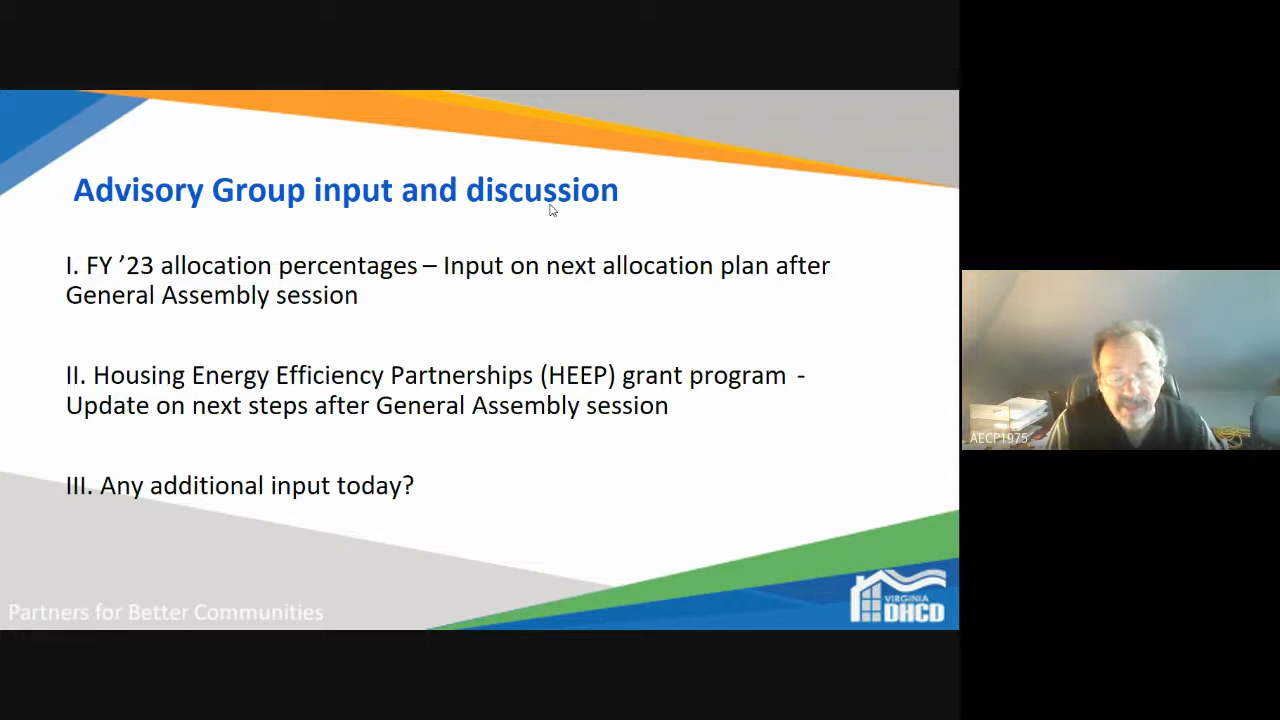 Advisory Group input and discussion
I. FY ’23 allocation percentages – Input on next allocation plan after
General Assembly session
II. Housing Energy Efficiency Partnerships (HEEP) grant program -
Update on next steps after General Assembly session
III. Any additional input today?
Partners for Better Communities
VIRGINIA
DHCD
AECP1975